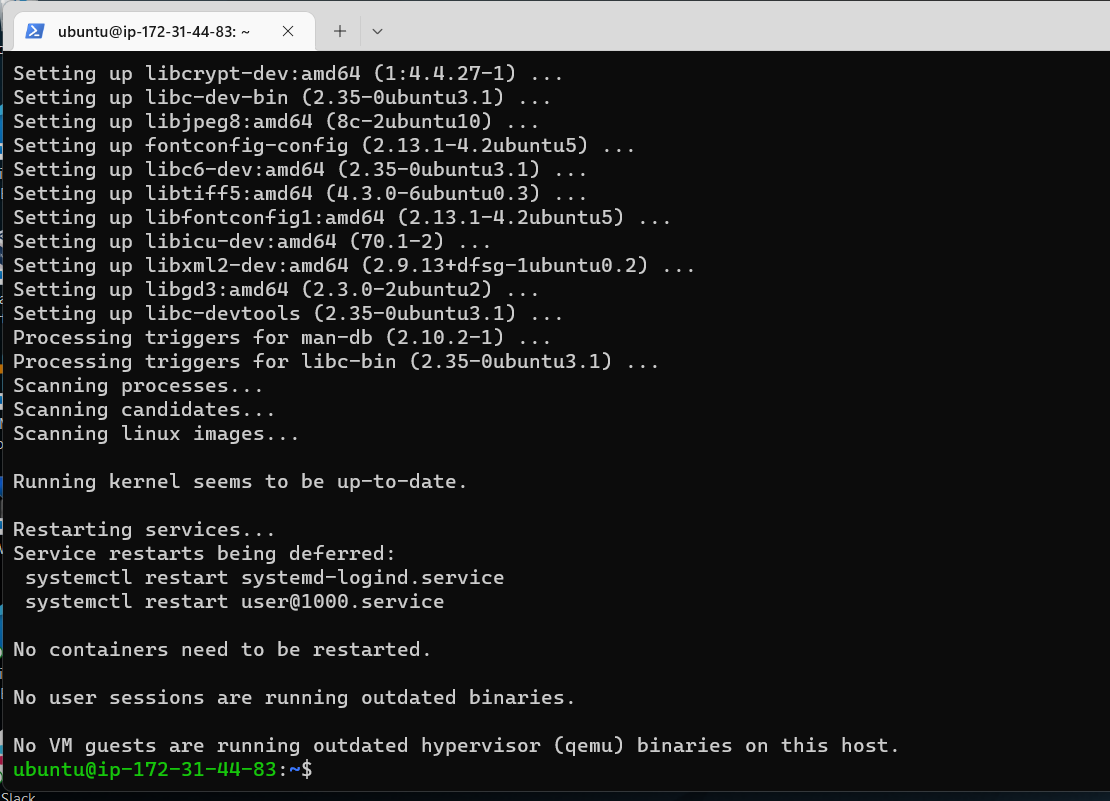 ubuntu@ip-172-31-44-83: ~
Setting up libcrypt-dev:amd64 (1:4.4.27-1) ...
Setting up libc-dev-bin (2.35-0ubuntu3.1) ...
Setting up libjpeg8:amd64 (8c-2ubuntu10) ...
Setting up fontconfig-config (2.13.1-4.2ubuntu5) ...
Setting up libc6-dev:amd64 (2.35-0ubuntu3.1) ...
Setting up libtiff5:amd64 (4.3.0-6ubuntu0.3) ...
Setting up libfontconfig1:amd64 (2.13.1-4.2ubuntu5) ...
Setting up libicu-dev:amd64 (70.1-2) ...
Setting up libxml2-dev:amd64 (2.9.13+dfsg-1ubuntu0.2) ...
Setting up libgd3:amd64 (2.3.0-2ubuntu2) ...
Setting up libc-devtools (2.35-0ubuntu3.1) ...
Processing triggers for man-db (2.10.2-1) ...
Processing triggers for libc-bin (2.35-0ubuntu3.1) ...
Scanning processes...
Scanning candidates...
Scanning linux images...
Running kernel seems to be up-to-date.
Restarting services...
Service restarts being deferred:
systemctl restart systemd-logind.service
systemctl restart user@1000.service
No containers need to be restarted.
No user sessions are running outdated binaries.
No VM guests are running outdated hypervisor (qemu) binaries on this host.
ubuntu@ip-172-31-44-83:~$
Slack